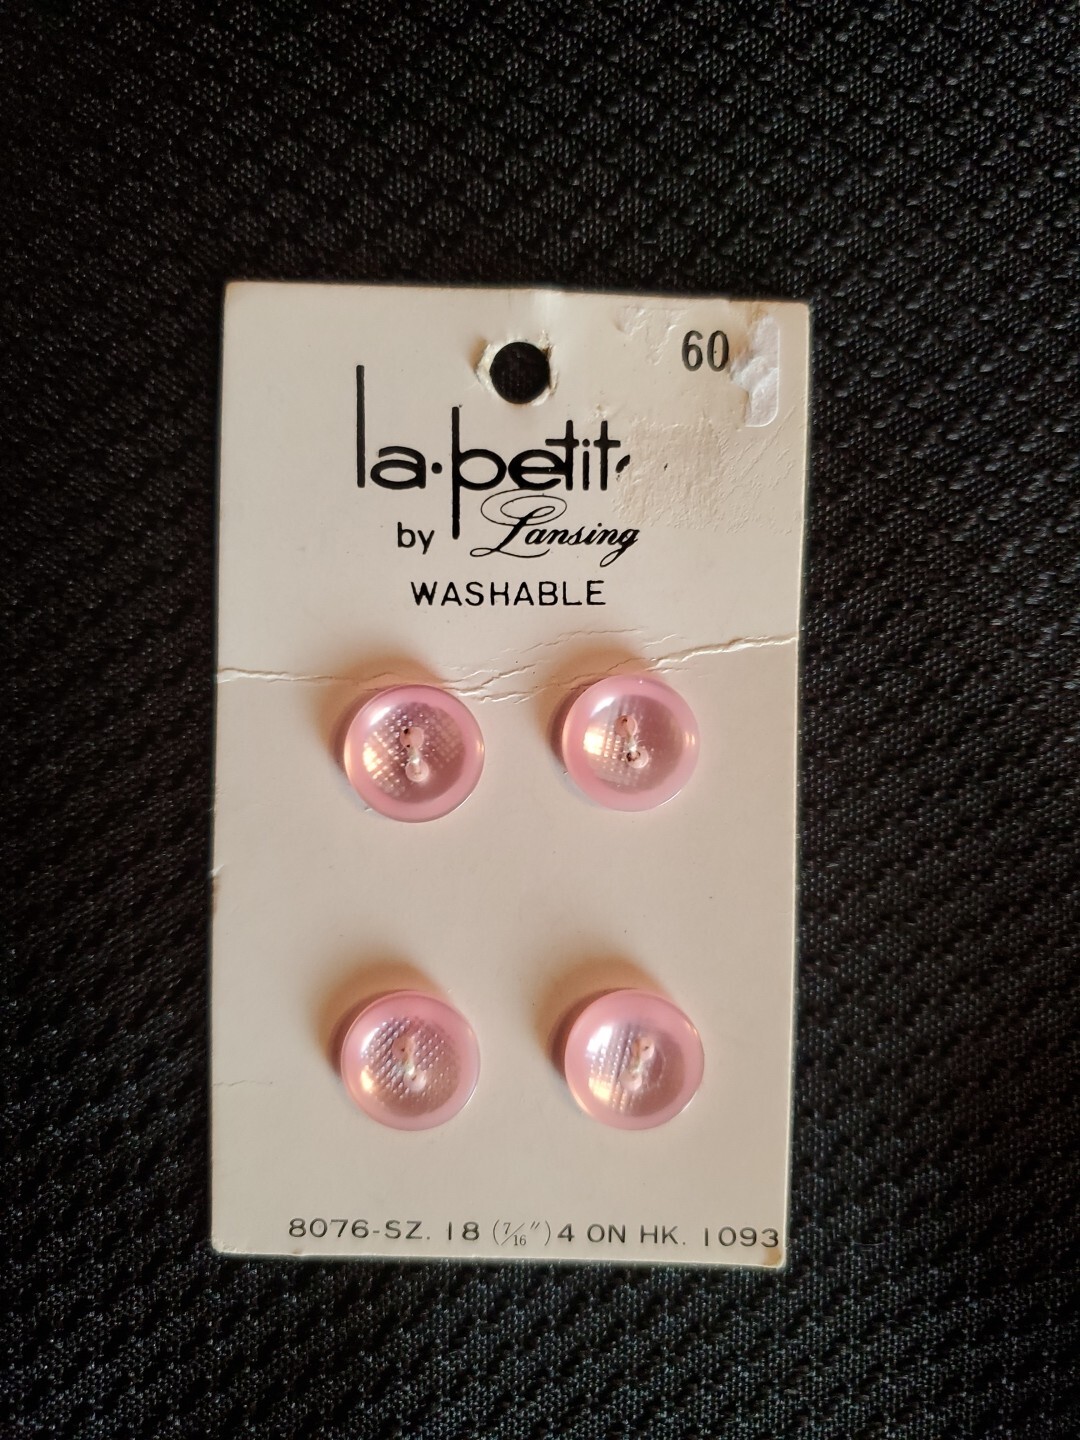 60
la·petit
by Lansing
WASHABLE
8076-SZ. 18 (7/16") 4 ON HK. 1093